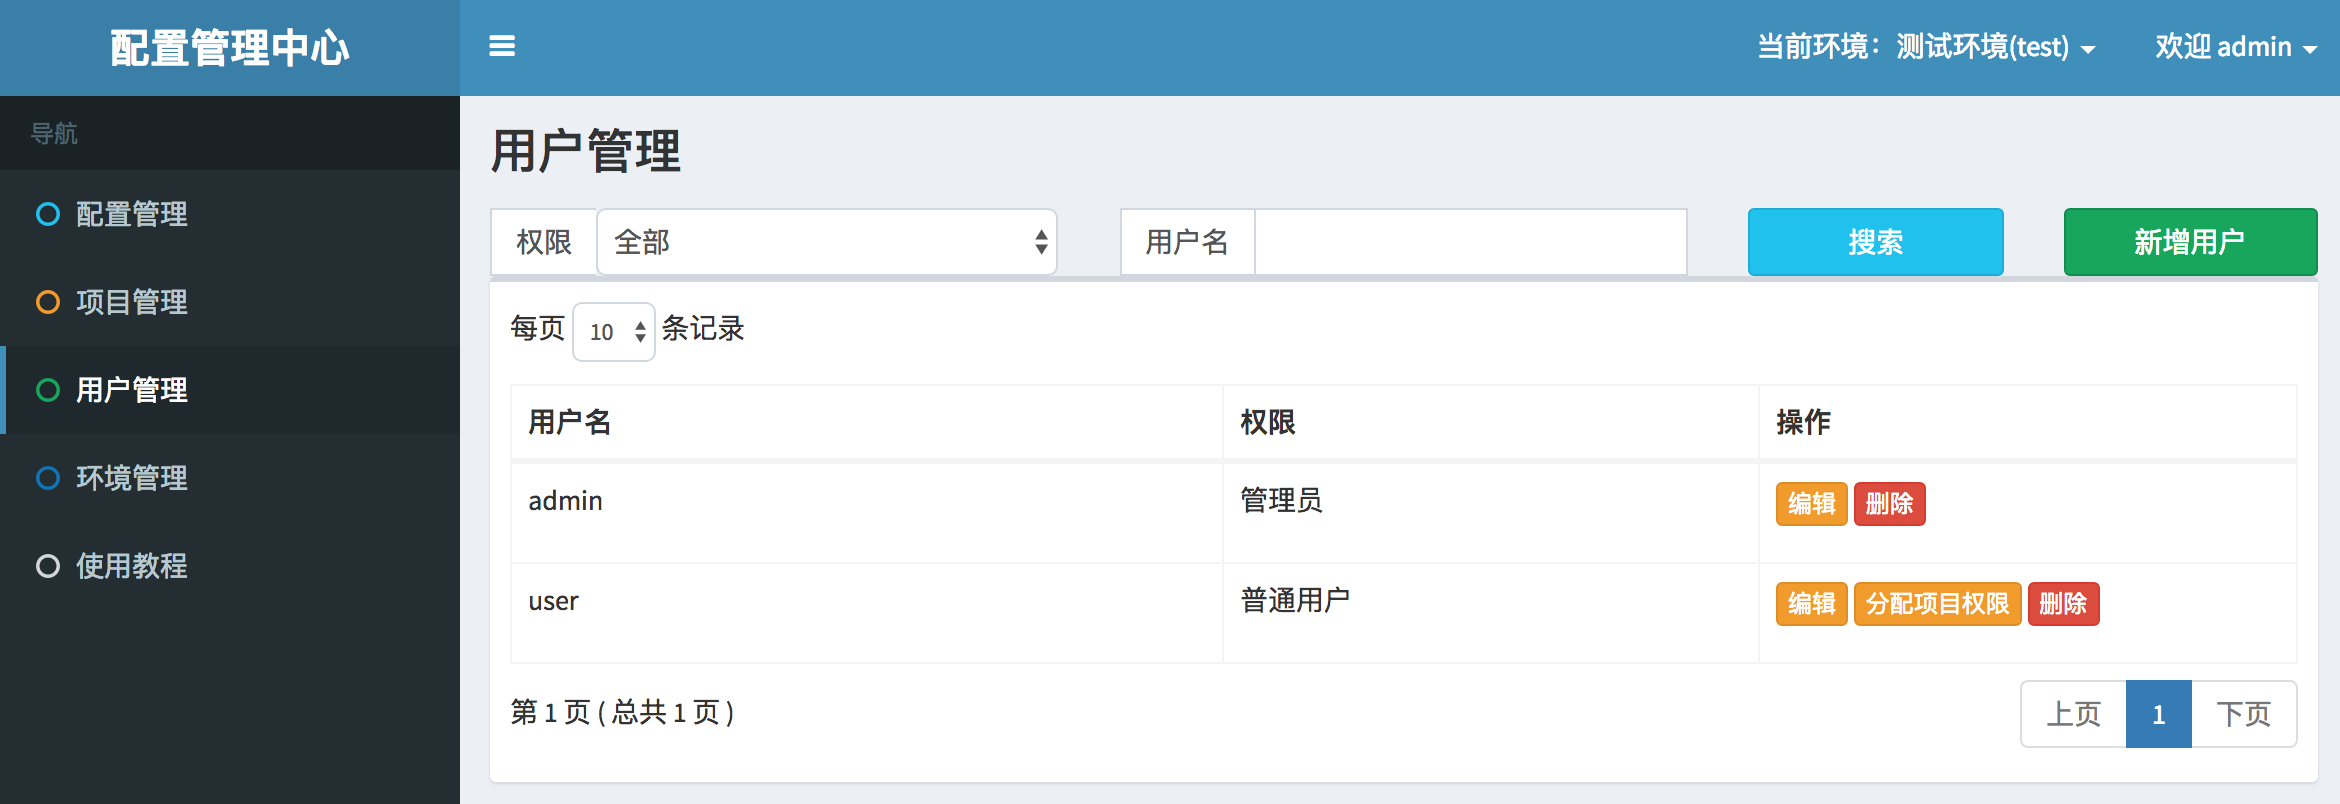 配置管理中心
当前环境：测试环境(test)
欢迎 admin
导航
配置管理
项目管理
用户管理
环境管理
使用教程
用户管理
权限 全部 用户名 搜索 新增用户
每页 10 条记录
用户名 权限 操作
admin 管理员 编辑 删除
user 普通用户 编辑 分配项目权限 删除
第 1 页 ( 总共 1 页 )
上页 1 下页